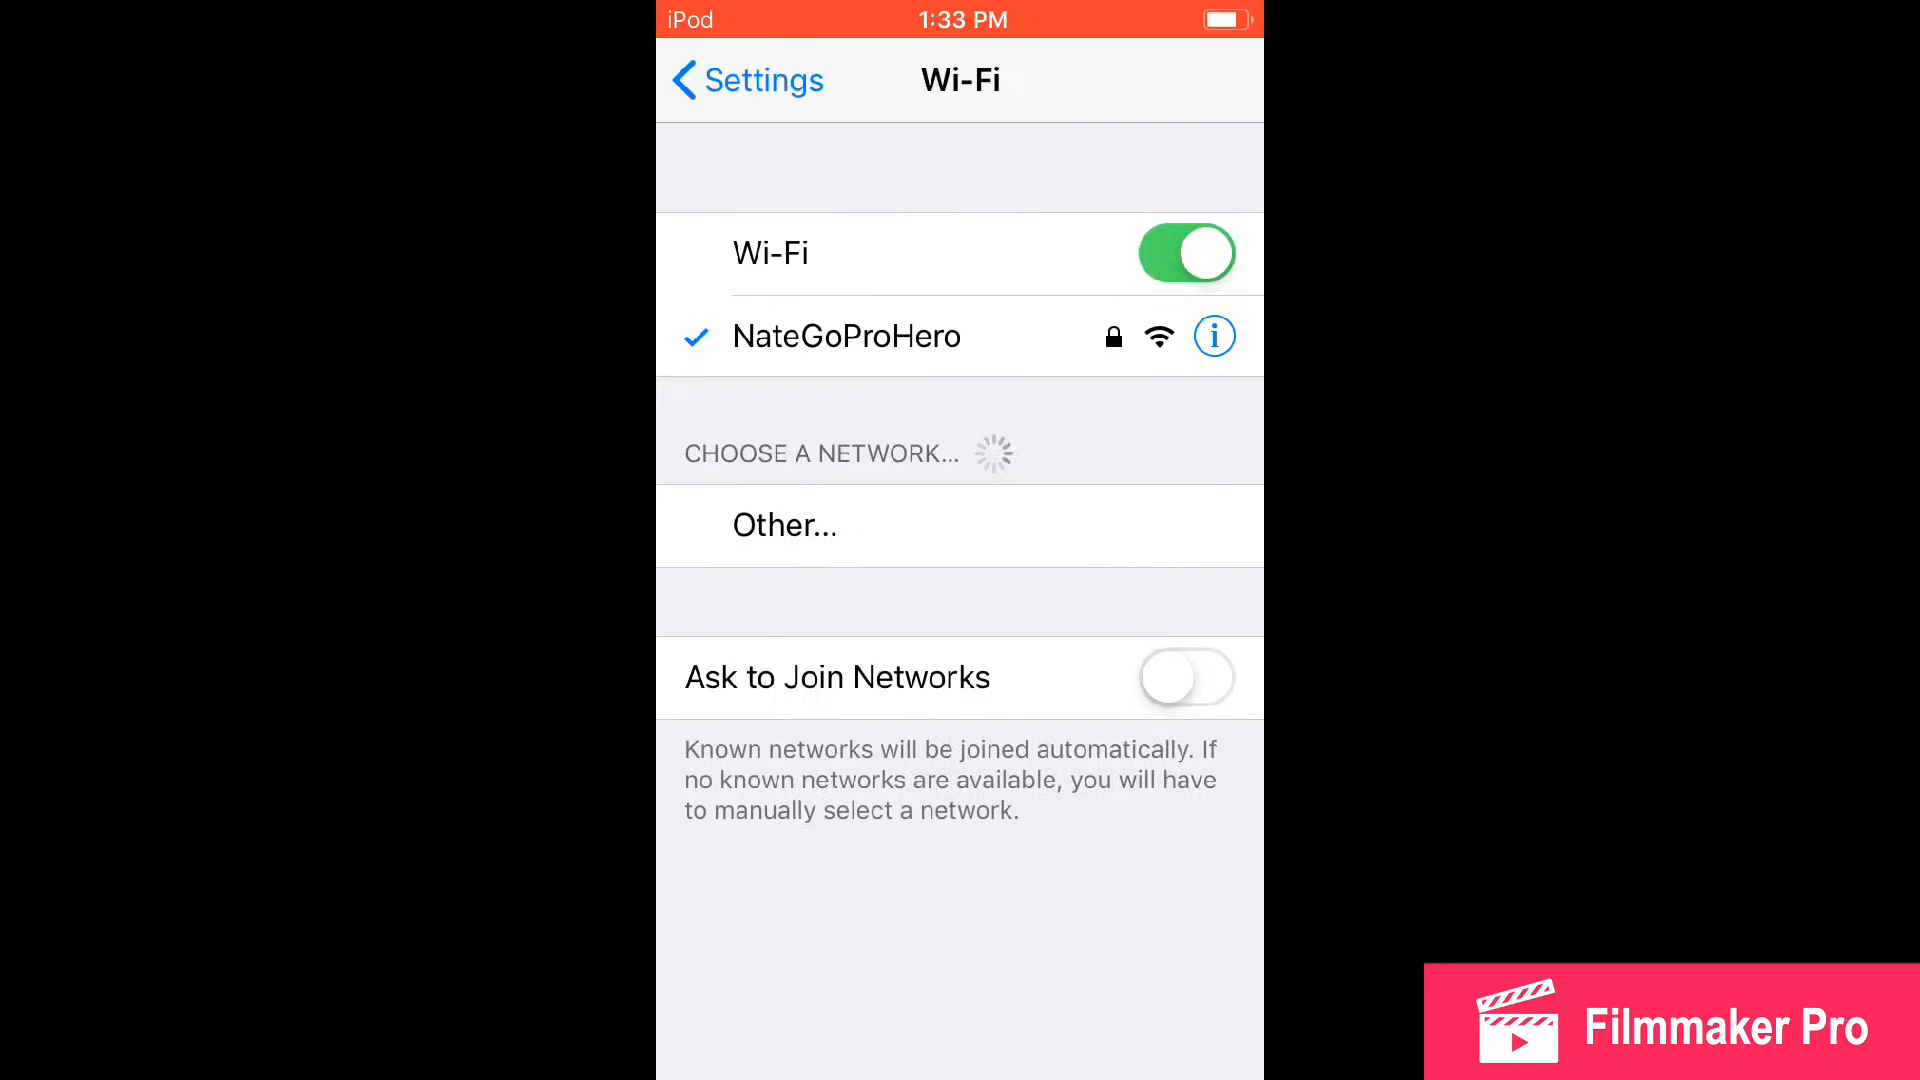 iPod
1:33 PM
Settings
Wi-Fi
Wi-Fi
NateGoProHero
CHOOSE A NETWORK...
Other...
Ask to Join Networks
Known networks will be joined automatically. If
no known networks are available, you will have
to manually select a network.
Filmmaker Pro